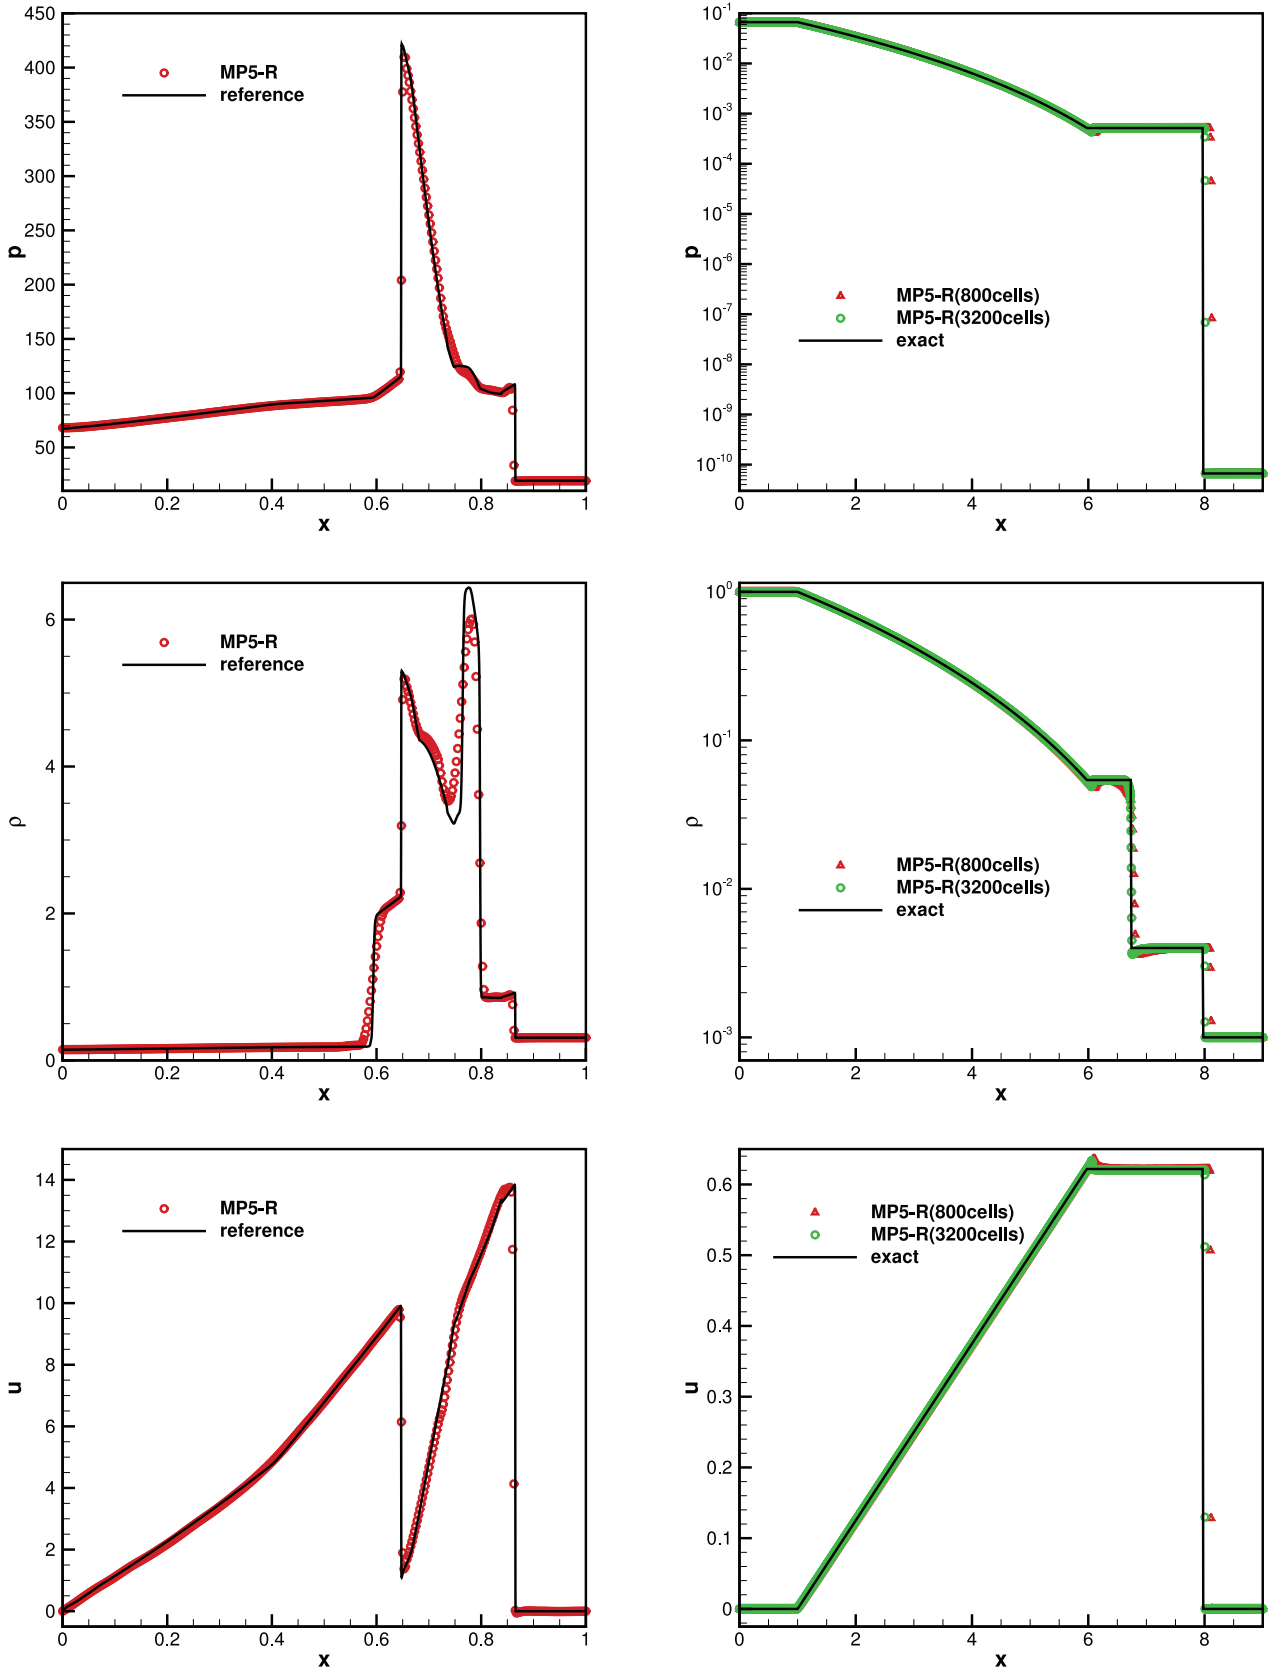 450
400
350
300
250
200
150
100
50
p
MP5-R
reference
0 0.2 0.4 0.6 0.8 1
x
10⁻¹
10⁻²
10⁻³
10⁻⁴
10⁻⁵
10⁻⁶
10⁻⁷
10⁻⁸
10⁻⁹
10⁻¹⁰
p
MP5-R(800cells)
MP5-R(3200cells)
exact
0 2 4 6 8
x
6
4
2
0
ρ
MP5-R
reference
0 0.2 0.4 0.6 0.8 1
x
10⁰
10⁻¹
10⁻²
10⁻³
ρ
MP5-R(800cells)
MP5-R(3200cells)
exact
0 2 4 6 8
x
14
12
10
8
6
4
2
0
u
MP5-R
reference
0 0.2 0.4 0.6 0.8 1
x
0.6
0.5
0.4
0.3
0.2
0.1
0
u
MP5-R(800cells)
MP5-R(3200cells)
exact
0 2 4 6 8
x